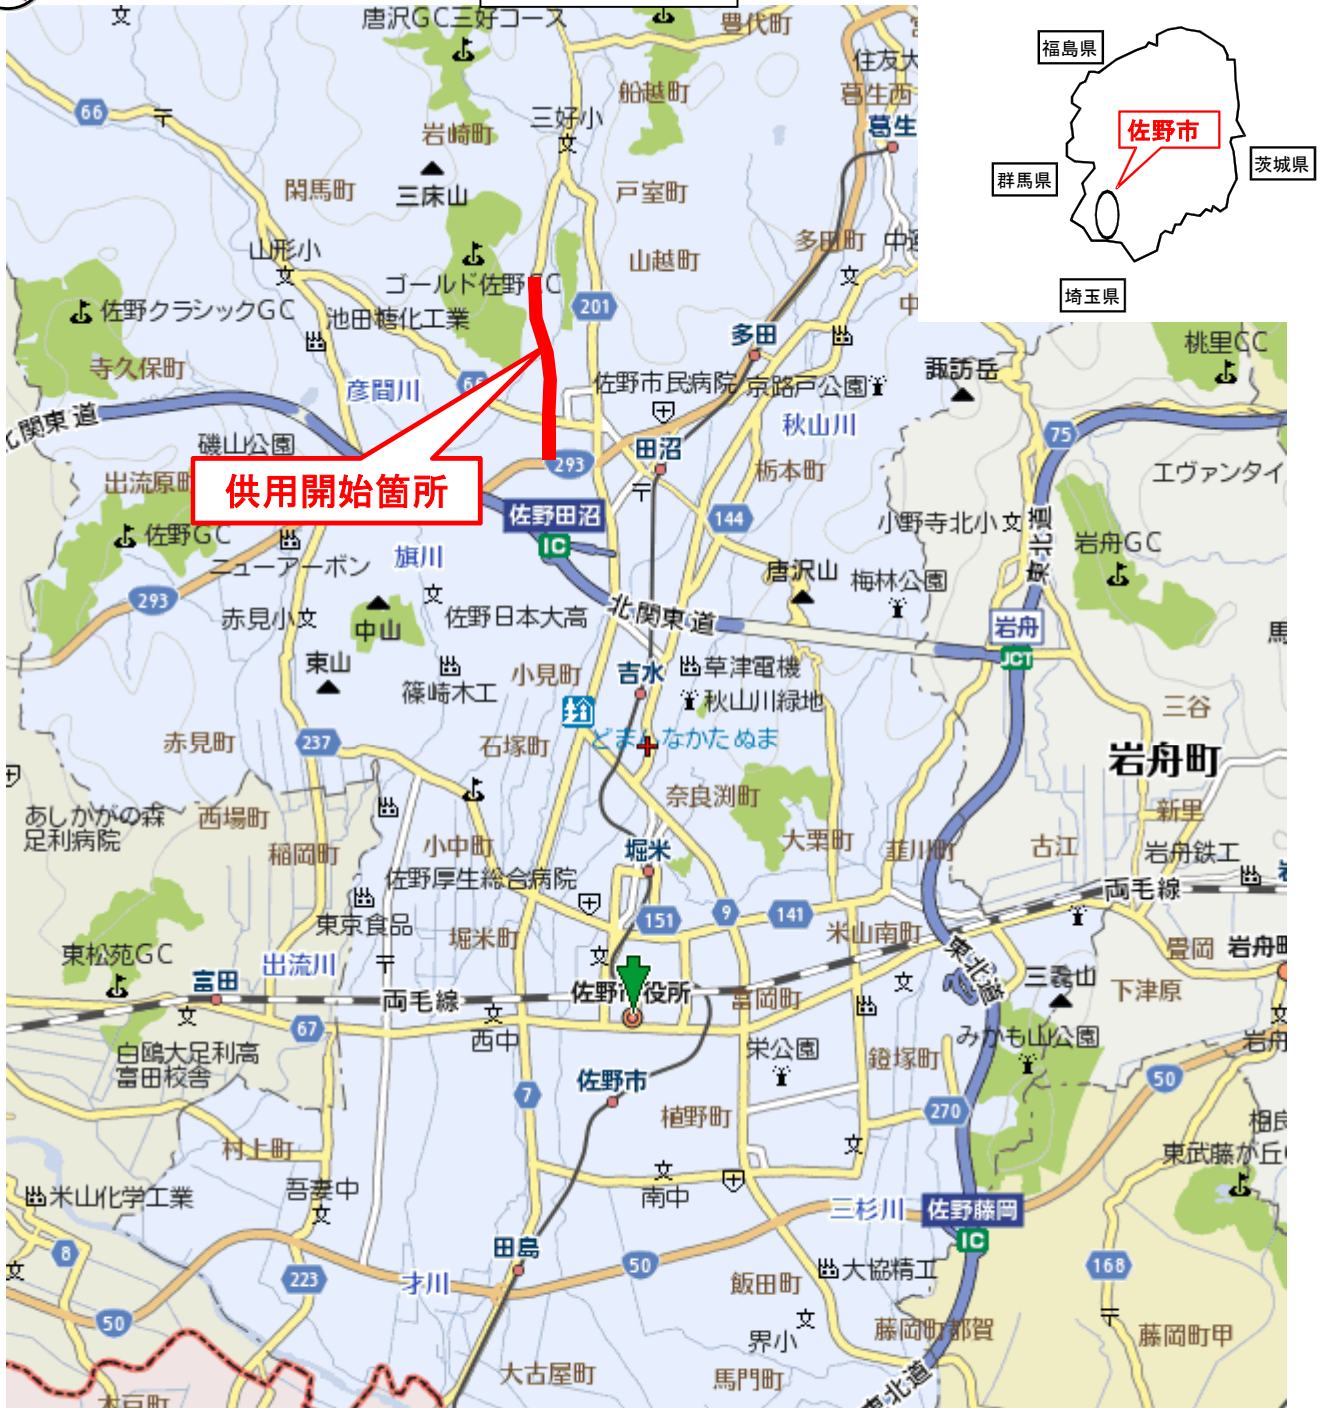 唐沢GC三好コース
豊代町
福島県
住友大
船越町
葛生西
66
三好小
岩崎町
葛生
佐野市
茨城県
群馬県
三床山
閑馬町
戸室町
多田町
山形小
山越町
ゴールド佐野GC
埼玉県
佐野クラシックGC
池田糖化工業
201
多田
桃里GC
寺久保町
彦間川
66
佐野市民病院
京路戸公園
諏訪岳
北関東道
磯山公園
秋山川
75
田沼
293
栃本町
エヴァンタイ
出流原町
供用開始箇所
佐野田沼
IC
144
小野寺北小
東北道
岩舟GC
佐野GC
ニューアーボン
旗川
唐沢山
梅林公園
293
赤見小
中山
佐野日本大高
北関東道
岩舟
JCT
東山
篠崎木工
小見町
吉水
草津電機
秋山川緑地
三谷
赤見町
237
石塚町
どまんなかたぬま
岩舟町
あしかがの森
足利病院
西場町
奈良渕町
新里
稲岡町
小中町
堀米
大栗町
韮川町
古江
岩舟鉄工
佐野厚生総合病院
両毛線
東京食品
151
9
141
堀米町
米山南町
東松苑GC
出流川
富田
東北道
三毳山
畳岡
岩舟町
両毛線
佐野市役所
富岡町
下津原
67
西中
栄公園
みかも山公園
岩舟
白鴎大足利高
富田校舎
鐙塚町
佐野市
50
7
植野町
270
相良
村上町
東武藤が丘
吾妻中
南中
米山化学工業
三杉川
佐野藤岡
IC
田島
8
223
才川
50
飯田町
大協精工
168
50
界小
藤岡町都賀
藤岡町甲
大古屋町
馬門町
東北道